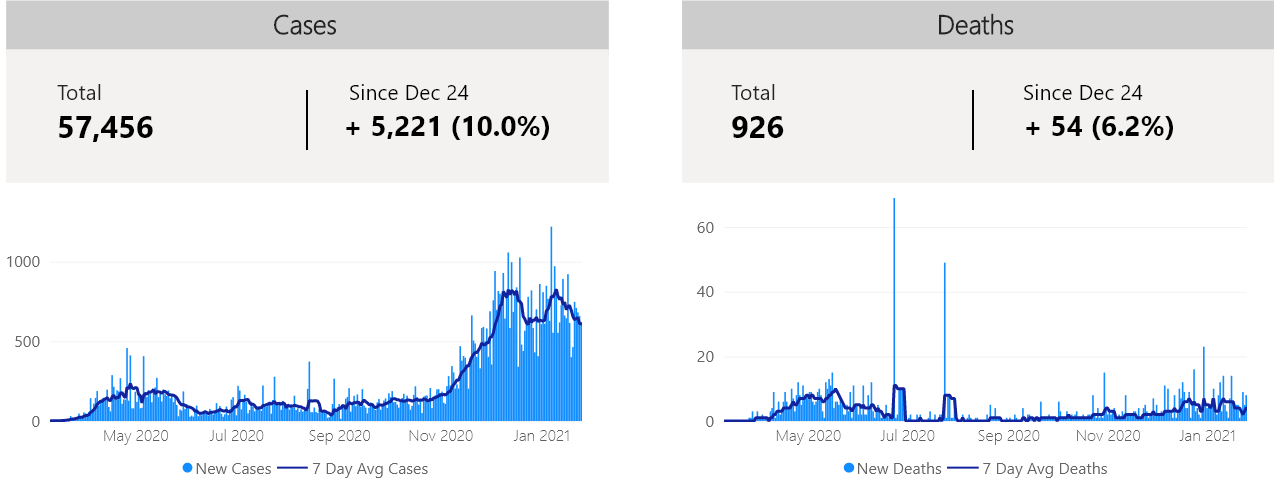 Cases
Total
57,456
Since Dec 24
+ 5,221 (10.0%)
1000
500
0
May 2020 Jul 2020 Sep 2020 Nov 2020 Jan 2021
New Cases 7 Day Avg Cases
Deaths
Total
926
Since Dec 24
+ 54 (6.2%)
60
40
20
0
May 2020 Jul 2020 Sep 2020 Nov 2020 Jan 2021
New Deaths 7 Day Avg Deaths